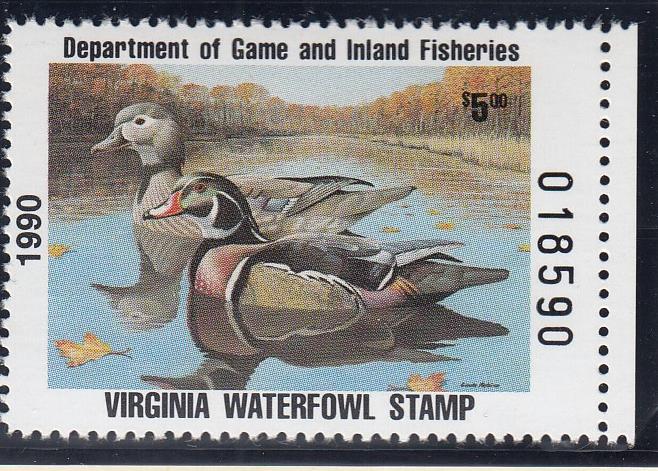 Department of Game and Inland Fisheries
$5.00
1990
018590
VIRGINIA WATERFOWL STAMP